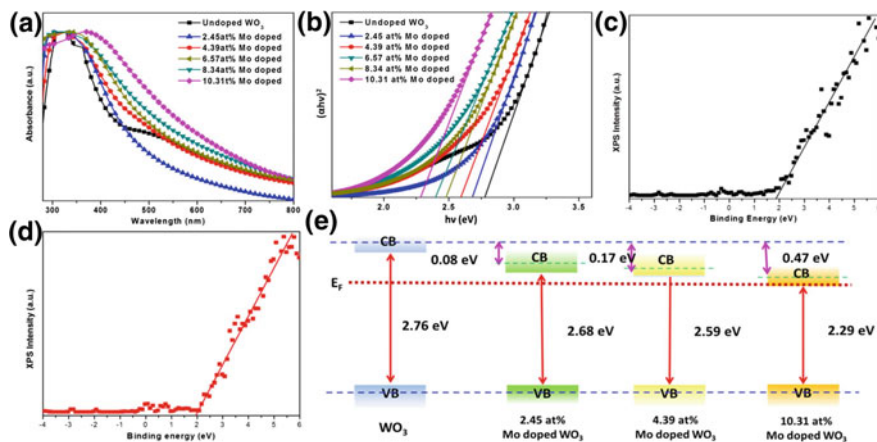 (a)
Undoped WO₃
2.45at% Mo doped
4.39at% Mo doped
6.57at% Mo doped
8.34at% Mo doped
10.31t% Mo doped
Absorbance (a.u.)
300 400 500 600 700 800
Wavelength (nm)
(b)
Undoped WO₃
2.45 at% Mo doped
4.39 at% Mo doped
6.57 at% Mo doped
8.34 at% Mo doped
10.31 at% Mo doped
(αhν)²
2.0 2.5 3.0 3.5
hν (eV)
(c)
XPS Intensity (a.u.)
-4 -3 -2 -1 0 1 2 3 4 5
Binding Energy (eV)
(d)
XPS Intensity (a.u.)
-4 -3 -2 -1 0 1 2 3 4 5 6
Binding energy (eV)
(e)
CB
0.08 eV
CB
0.17 eV
CB
0.47 eV
CB
E_F
2.76 eV
2.68 eV
2.59 eV
2.29 eV
VB
VB
VB
VB
WO₃
2.45 at%
Mo doped WO₃
4.39 at%
Mo doped WO₃
10.31 at%
Mo doped WO₃